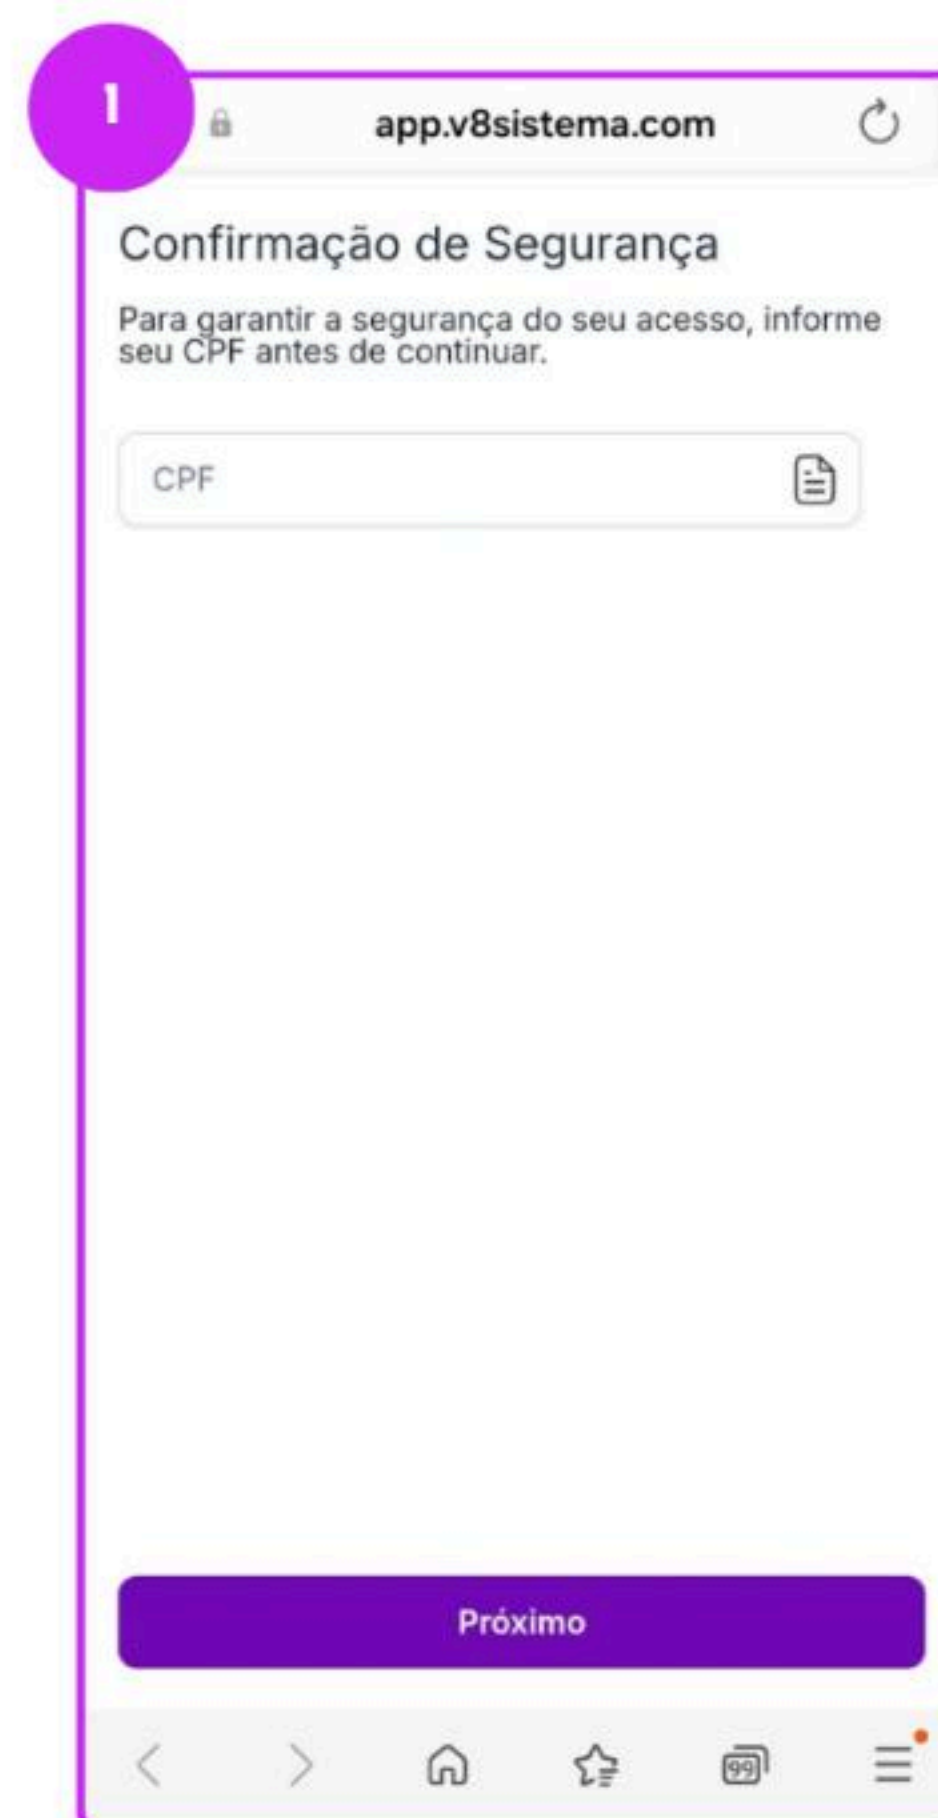 1
app.v8sistema.com
Confirmação de Segurança
Para garantir a segurança do seu acesso, informe
seu CPF antes de continuar.
CPF
Próximo
99